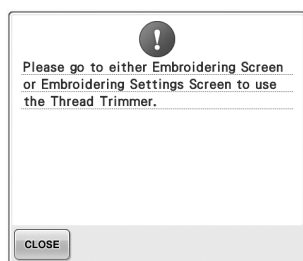 Please go to either Embroidering Screen
or Embroidering Settings Screen to use
the Thread Trimmer.
CLOSE